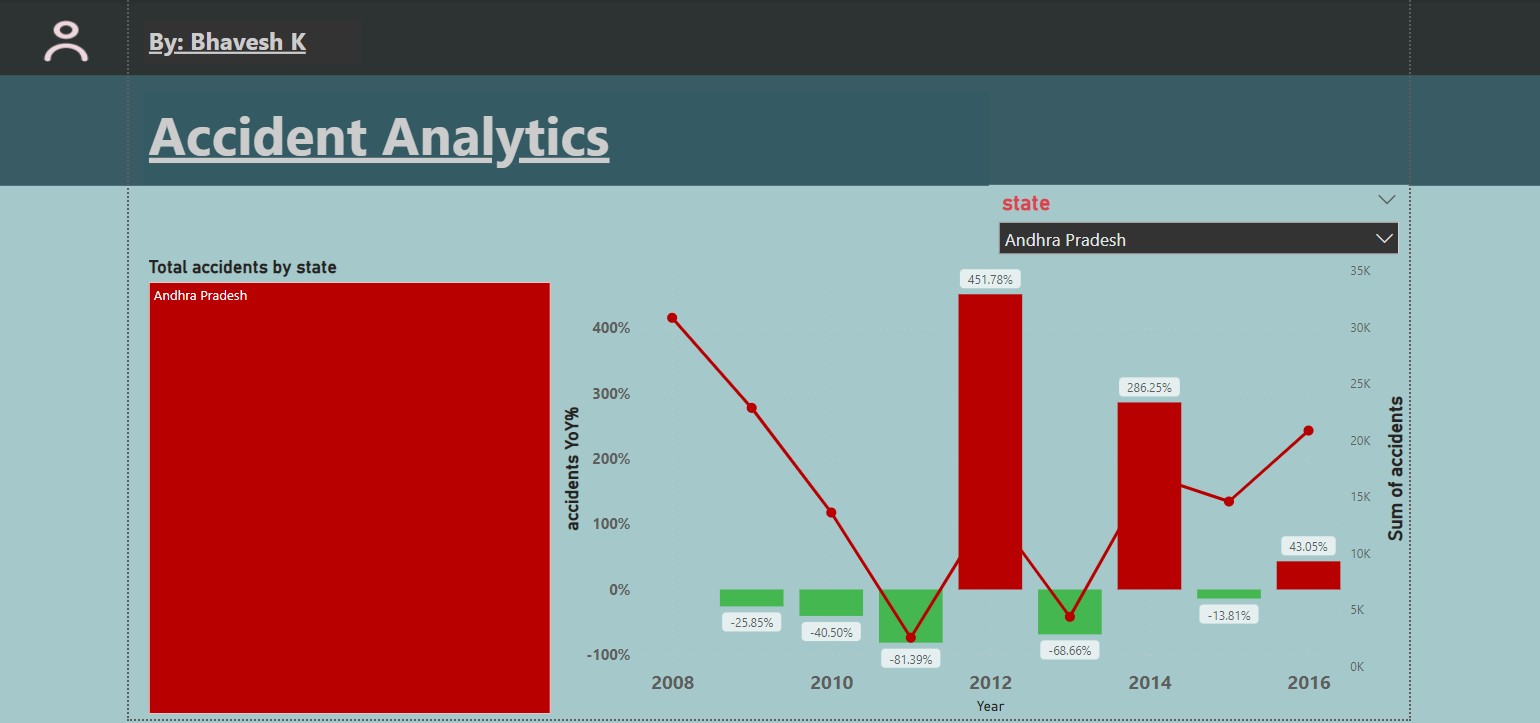 By: Bhavesh K
Accident Analytics
state
Andhra Pradesh
Total accidents by state
Andhra Pradesh
accidents YoY%
400%
300%
200%
100%
0%
-100%
451.78%
286.25%
43.05%
-25.85%
-40.50%
-81.39%
-68.66%
-13.81%
35K
30K
25K
20K
15K
10K
5K
0K
Sum of accidents
2008 2010 2012 2014 2016
Year